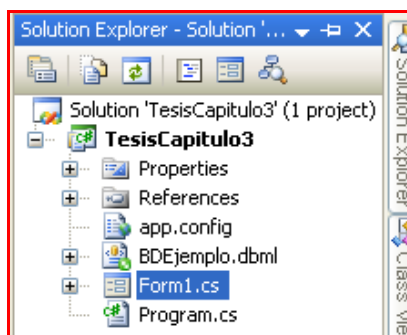 Solution Explorer - Solution '...
Solution 'TesisCapitulo3' (1 project)
TesisCapitulo3
Properties
References
app.config
BDEjemplo.dbml
Form1.cs
Program.cs
Solution Explorer
Class Vie